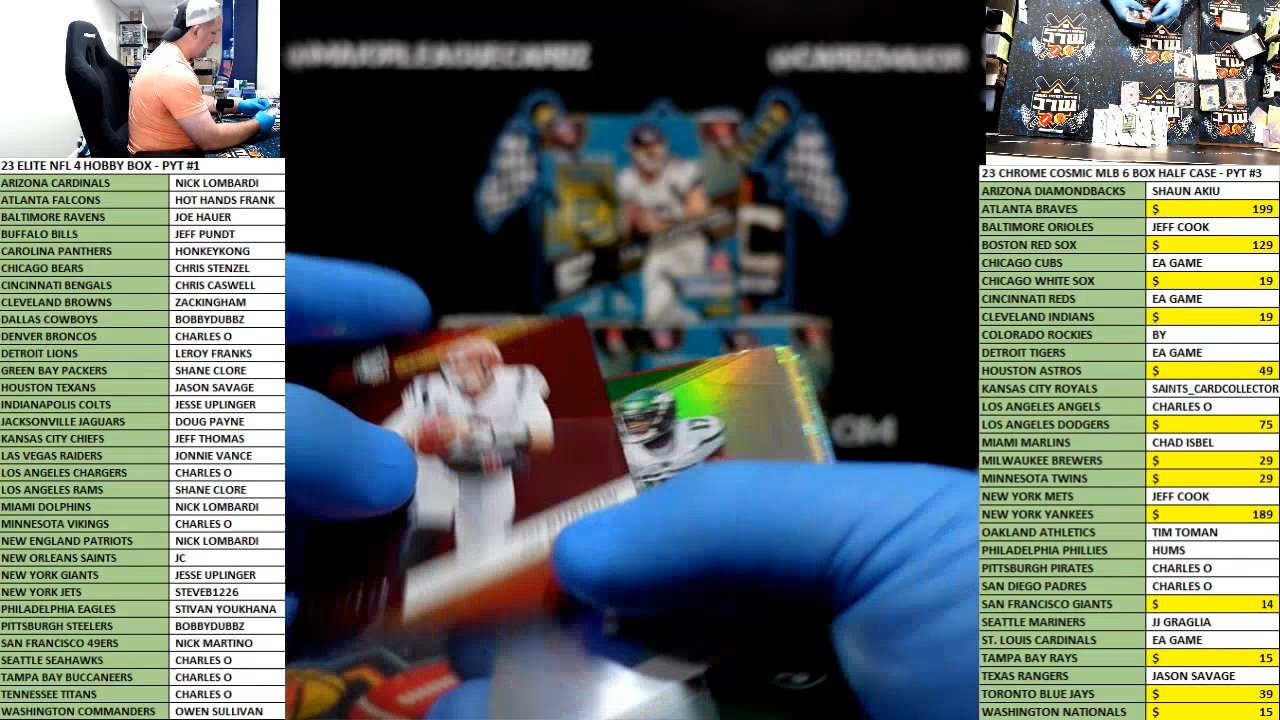 23 ELITE NFL 4 HOBBY BOX - PYT #1
ARIZONA CARDINALS NICK LOMBARDI
ATLANTA FALCONS HOT HANDS FRANK
BALTIMORE RAVENS JOE HAUER
BUFFALO BILLS JEFF PUNDT
CAROLINA PANTHERS HONKEYKONG
CHICAGO BEARS CHRIS STENZEL
CINCINNATI BENGALS CHRIS CASWELL
CLEVELAND BROWNS ZACKINGHAM
DALLAS COWBOYS BOBBYDUBBZ
DENVER BRONCOS CHARLES O
DETROIT LIONS LEROY FRANKS
GREEN BAY PACKERS SHANE CLORE
HOUSTON TEXANS JASON SAVAGE
INDIANAPOLIS COLTS JESSE UPLINGER
JACKSONVILLE JAGUARS DOUG PAYNE
KANSAS CITY CHIEFS JEFF THOMAS
LAS VEGAS RAIDERS JONNIE VANCE
LOS ANGELES CHARGERS CHARLES O
LOS ANGELES RAMS SHANE CLORE
MIAMI DOLPHINS NICK LOMBARDI
MINNESOTA VIKINGS CHARLES O
NEW ENGLAND PATRIOTS NICK LOMBARDI
NEW ORLEANS SAINTS JC
NEW YORK GIANTS JESSE UPLINGER
NEW YORK JETS STEVEB1226
PHILADELPHIA EAGLES STIVAN YOUKHANA
PITTSBURGH STEELERS BOBBYDUBBZ
SAN FRANCISCO 49ERS NICK MARTINO
SEATTLE SEAHAWKS CHARLES O
TAMPA BAY BUCCANEERS CHARLES O
TENNESSEE TITANS CHARLES O
WASHINGTON COMMANDERS OWEN SULLIVAN
23 CHROME COSMIC MLB 6 BOX HALF CASE - PYT #3
ARIZONA DIAMONDBACKS SHAUN AKIU
ATLANTA BRAVES $ 199
BALTIMORE ORIOLES JEFF COOK
BOSTON RED SOX $ 129
CHICAGO CUBS EA GAME
CHICAGO WHITE SOX $ 19
CINCINNATI REDS EA GAME
CLEVELAND INDIANS $ 19
COLORADO ROCKIES BY
DETROIT TIGERS EA GAME
HOUSTON ASTROS $ 49
KANSAS CITY ROYALS SAINTS_CARDCOLLECTOR
LOS ANGELES ANGELS CHARLES O
LOS ANGELES DODGERS $ 75
MIAMI MARLINS CHAD ISBEL
MILWAUKEE BREWERS $ 29
MINNESOTA TWINS $ 29
NEW YORK METS JEFF COOK
NEW YORK YANKEES $ 189
OAKLAND ATHLETICS TIM TOMAN
PHILADELPHIA PHILLIES HUMS
PITTSBURGH PIRATES CHARLES O
SAN DIEGO PADRES CHARLES O
SAN FRANCISCO GIANTS $ 14
SEATTLE MARINERS JJ GRAGLIA
ST. LOUIS CARDINALS EA GAME
TAMPA BAY RAYS $ 15
TEXAS RANGERS JASON SAVAGE
TORONTO BLUE JAYS $ 39
WASHINGTON NATIONALS $ 15